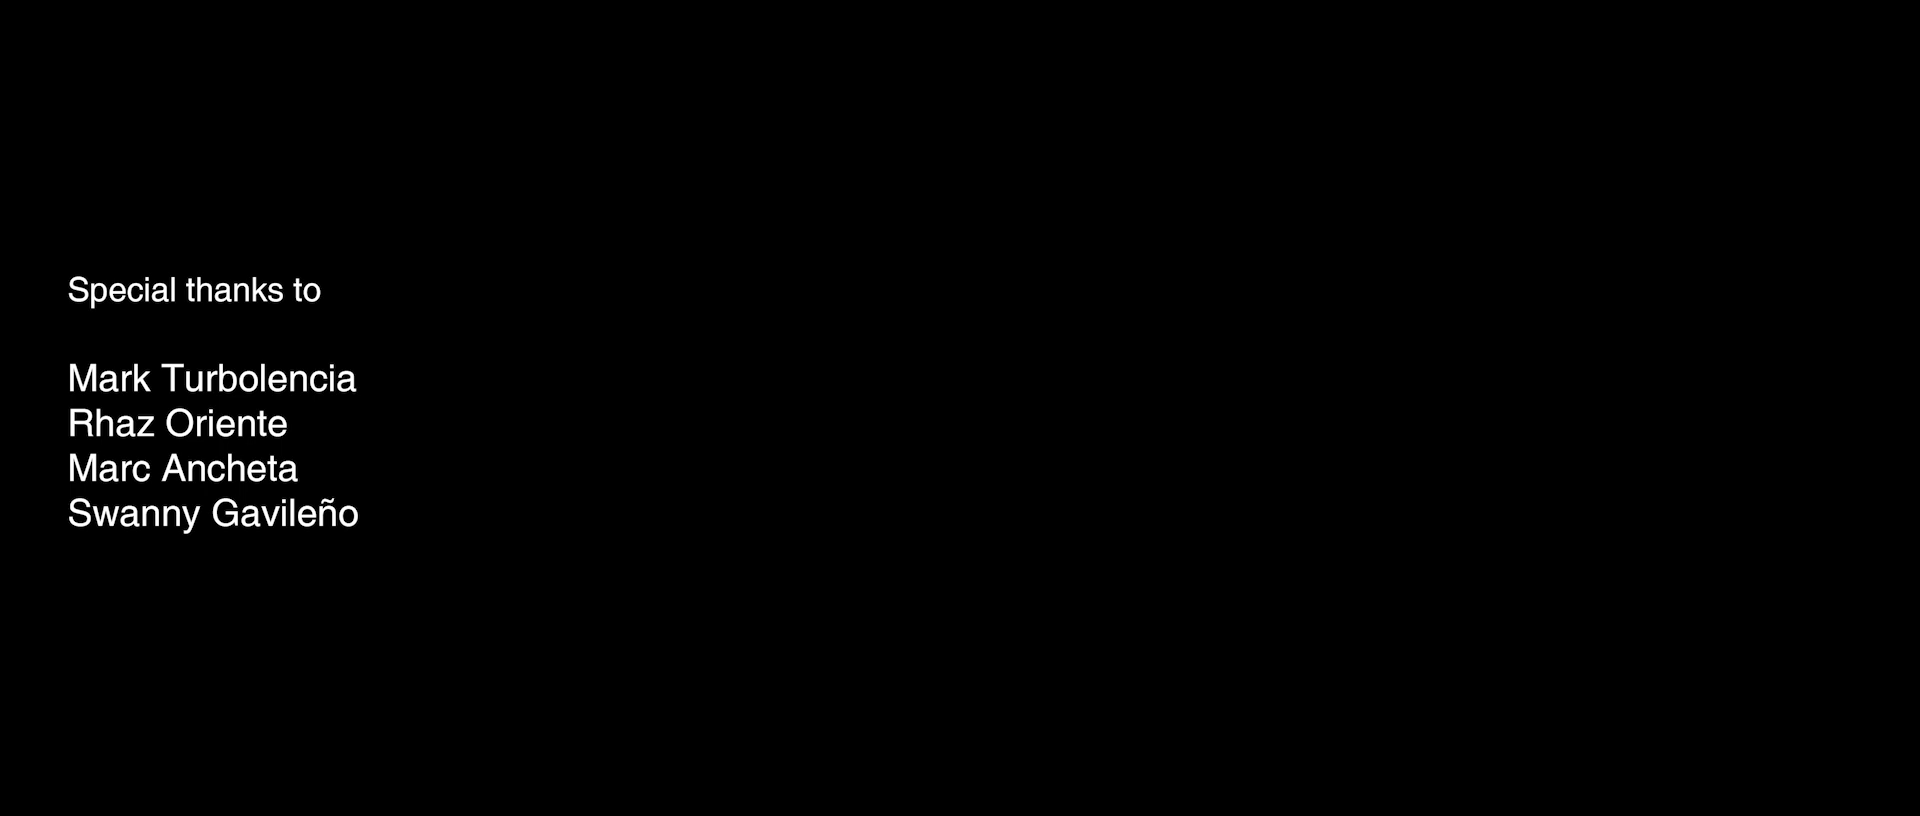 Special thanks to
Mark Turbolencia
Rhaz Oriente
Marc Ancheta
Swanny Gavileño